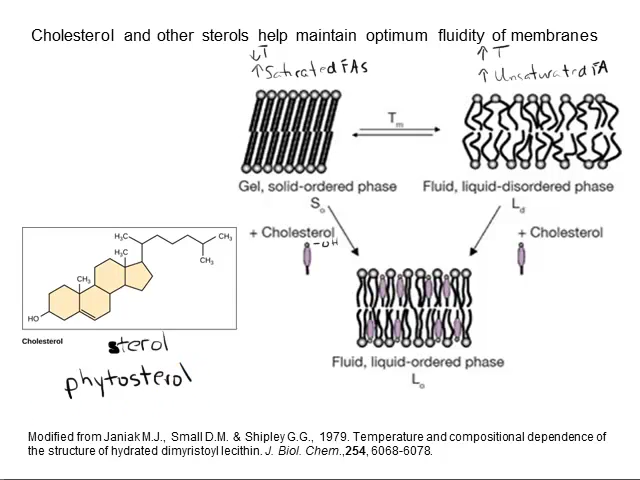 Cholesterol and other sterols help maintain optimum fluidity of membranes
↓T
↑Saturated FAs
↑T
↑Unsaturated FA
Tm
Gel, solid-ordered phase
So
Fluid, liquid-disordered phase
Ld
+ Cholesterol
-OH
+ Cholesterol
H3C
CH3
H3C
CH3
CH3
HO
Cholesterol
sterol
phytosterol
Fluid, liquid-ordered phase
Lo
Modified from Janiak M.J., Small D.M. & Shipley G.G., 1979. Temperature and compositional dependence of
the structure of hydrated dimyristoyl lecithin. J. Biol. Chem.,254, 6068-6078.